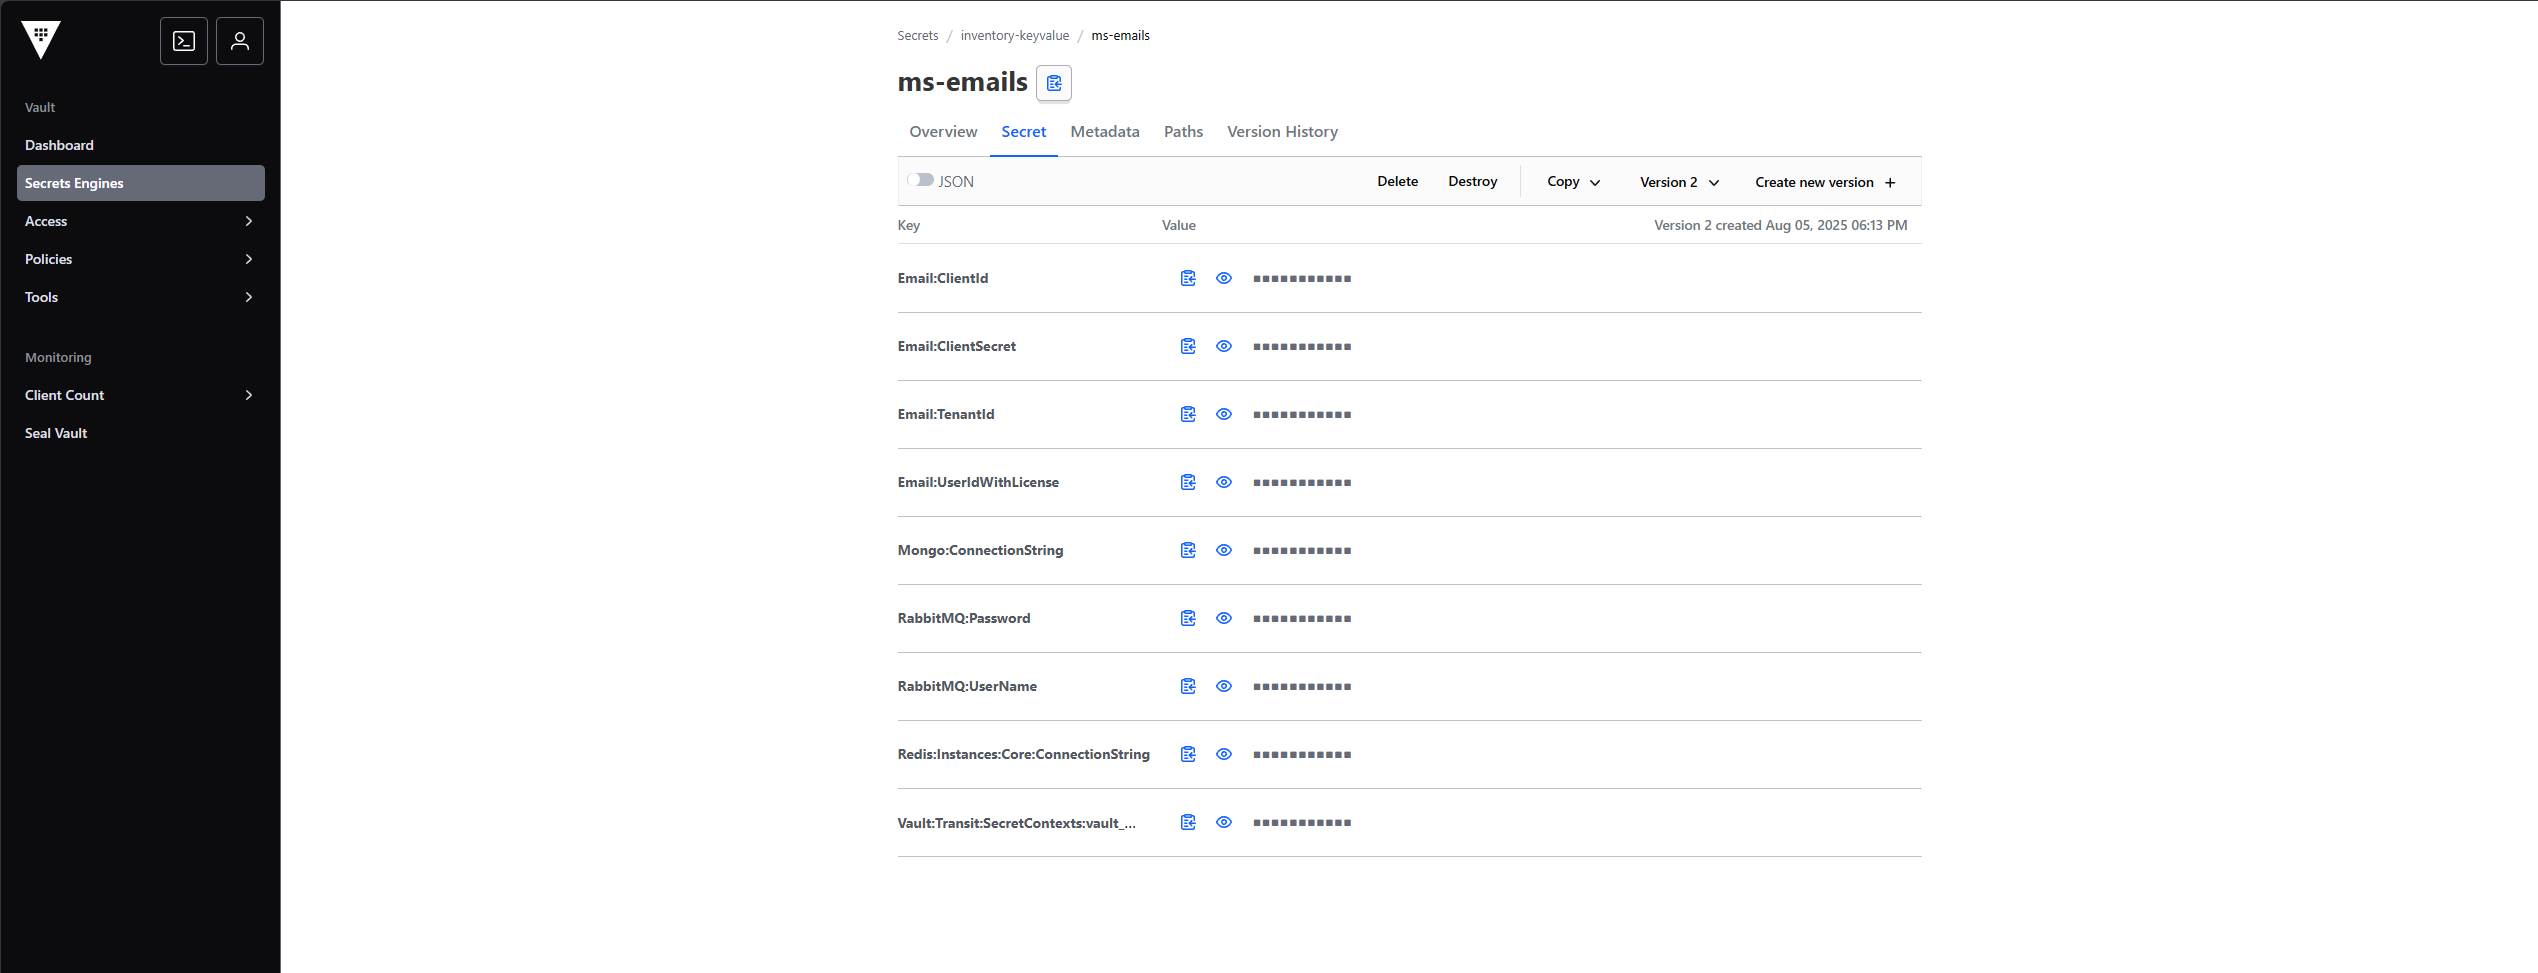 Vault
Dashboard
Secrets Engines
Access
Policies
Tools
Monitoring
Client Count
Seal Vault
Secrets / inventory-keyvalue / ms-emails
ms-emails
Overview Secret Metadata Paths Version History
JSON Delete Destroy Copy Version 2 Create new version +
Key Value Version 2 created Aug 05, 2025 06:13 PM
Email:ClientId
Email:ClientSecret
Email:TenantId
Email:UserIdWithLicense
Mongo:ConnectionString
RabbitMQ:Password
RabbitMQ:UserName
Redis:Instances:Core:ConnectionString
Vault:Transit:SecretContexts:vault_...